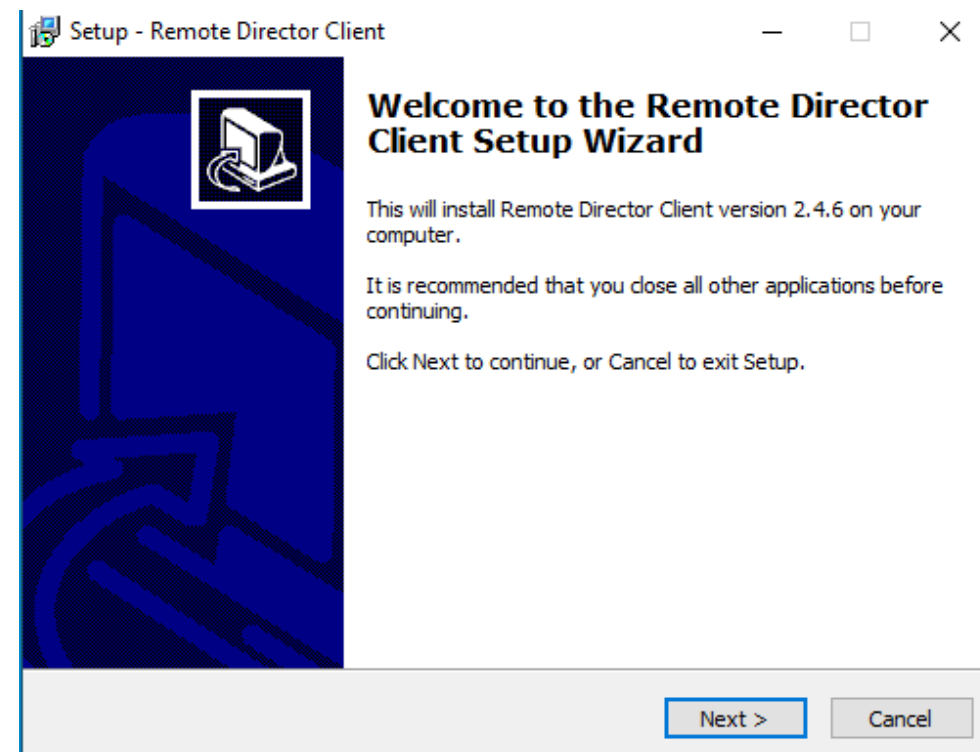 Setup - Remote Director Client
Welcome to the Remote Director
Client Setup Wizard
This will install Remote Director Client version 2.4.6 on your
computer.
It is recommended that you close all other applications before
continuing.
Click Next to continue, or Cancel to exit Setup.
Next >
Cancel